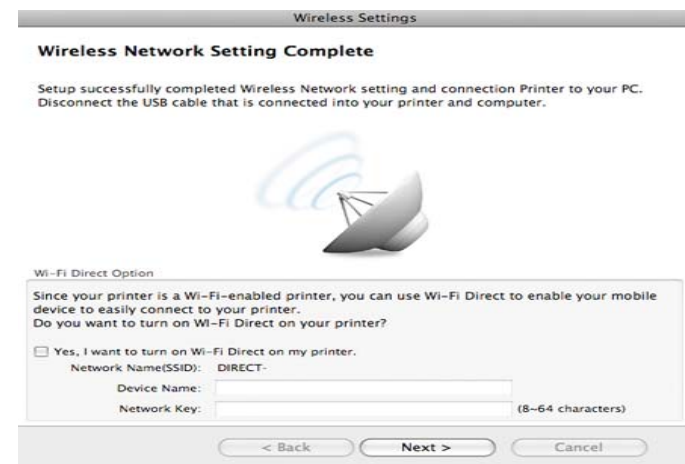 Wireless Settings
Wireless Network Setting Complete
Setup successfully completed Wireless Network setting and connection Printer to your PC.
Disconnect the USB cable that is connected into your printer and computer.
Wi-Fi Direct Option
Since your printer is a Wi-Fi-enabled printer, you can use Wi-Fi Direct to enable your mobile
device to easily connect to your printer.
Do you want to turn on WI-Fi Direct on your printer?
Yes, I want to turn on Wi-Fi Direct on my printer.
Network Name(SSID): DIRECT-
Device Name:
Network Key: (8~64 characters)
< Back Next > Cancel